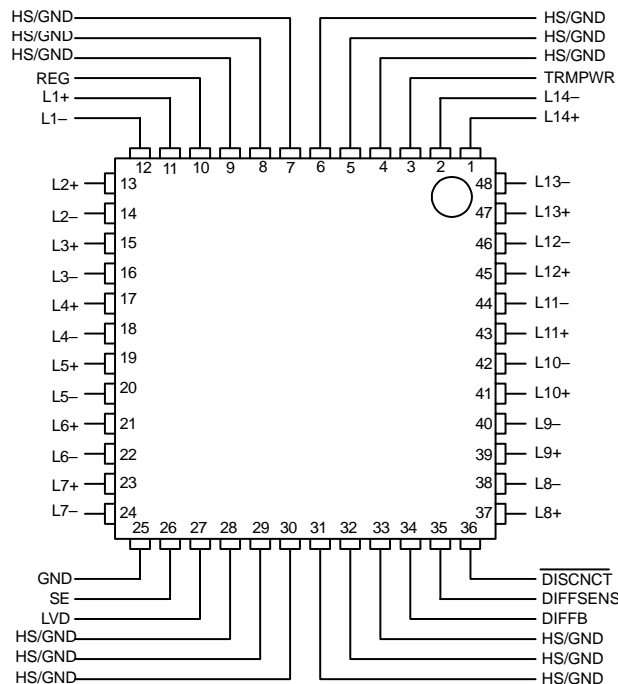 HS/GND HS/GND
HS/GND HS/GND
HS/GND HS/GND
REG TRMPWR
L1+ L14–
L1– L14+
12 11 10 9 8 7 6 5 4 3 2 1
L2+ 13 48 L13–
L2– 14 47 L13+
L3+ 15 46 L12–
L3– 16 45 L12+
L4+ 17 44 L11–
L4– 18 43 L11+
L5+ 19 42 L10–
L5– 20 41 L10+
L6+ 21 40 L9–
L6– 22 39 L9+
L7+ 23 38 L8–
L7– 24 37 L8+
25 26 27 28 29 30 31 32 33 34 35 36
GND DISCNCT
SE DIFFSENS
LVD DIFFB
HS/GND HS/GND
HS/GND HS/GND
HS/GND HS/GND